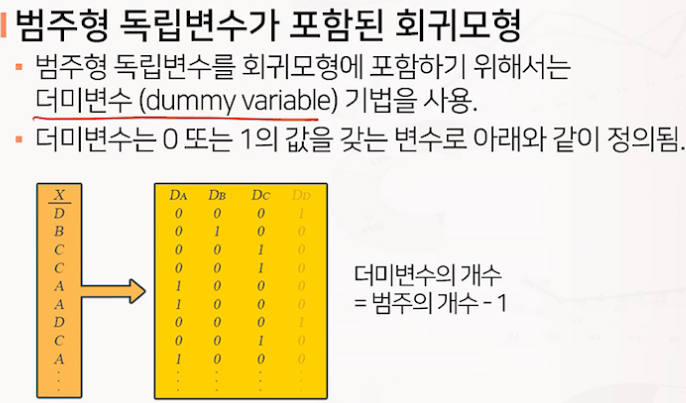 범주형 독립변수가 포함된 회귀모형
▪ 범주형 독립변수를 회귀모형에 포함하기 위해서는
더미변수 (dummy variable) 기법을 사용.
▪ 더미변수는 0 또는 1의 값을 갖는 변수로 아래와 같이 정의됨.
X DA DB DC DD
D 0 0 0 1
B 0 1 0 0
C 0 0 1 0
C 0 0 1 0
A 1 0 0 0
A 1 0 0 0
D 0 0 0 1
C 0 0 1 0
A 1 0 0 0
더미변수의 개수
= 범주의 개수 - 1